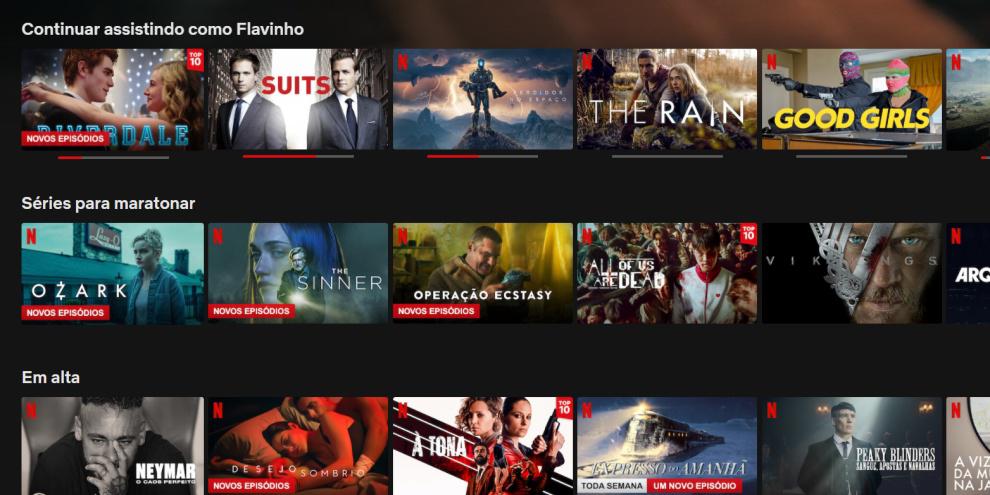 Continuar assistindo como Flavinho
TOP
10
RIVERDALE
NOVOS EPISÓDIOS
SUITS
N
PERDIDOS
NO ESPAÇO
N
THE RAIN
N
GOOD GIRLS
Séries para maratonar
N
OZARK
NOVOS EPISÓDIOS
N
THE
SINNER
NOVOS EPISÓDIOS
N
OPERAÇÃO ECSTASY
NOVOS EPISÓDIOS
N
TOP
10
ALL OF US
ARE DEAD
VIKINGS
N
ARQ
Em alta
N
NEYMAR
O CAOS PERFEITO
N
DESEJO SOMBRIO
NOVOS EPISÓDIOS
N
TOP
10
À TONA
N
EXPRESSO DO AMANHÃ
TODA SEMANA UM NOVO EPISÓDIO
N
PEAKY BLINDERS
SANGUE, APOSTAS E NAVALHAS
N
A VIZ
DA M
NA JA